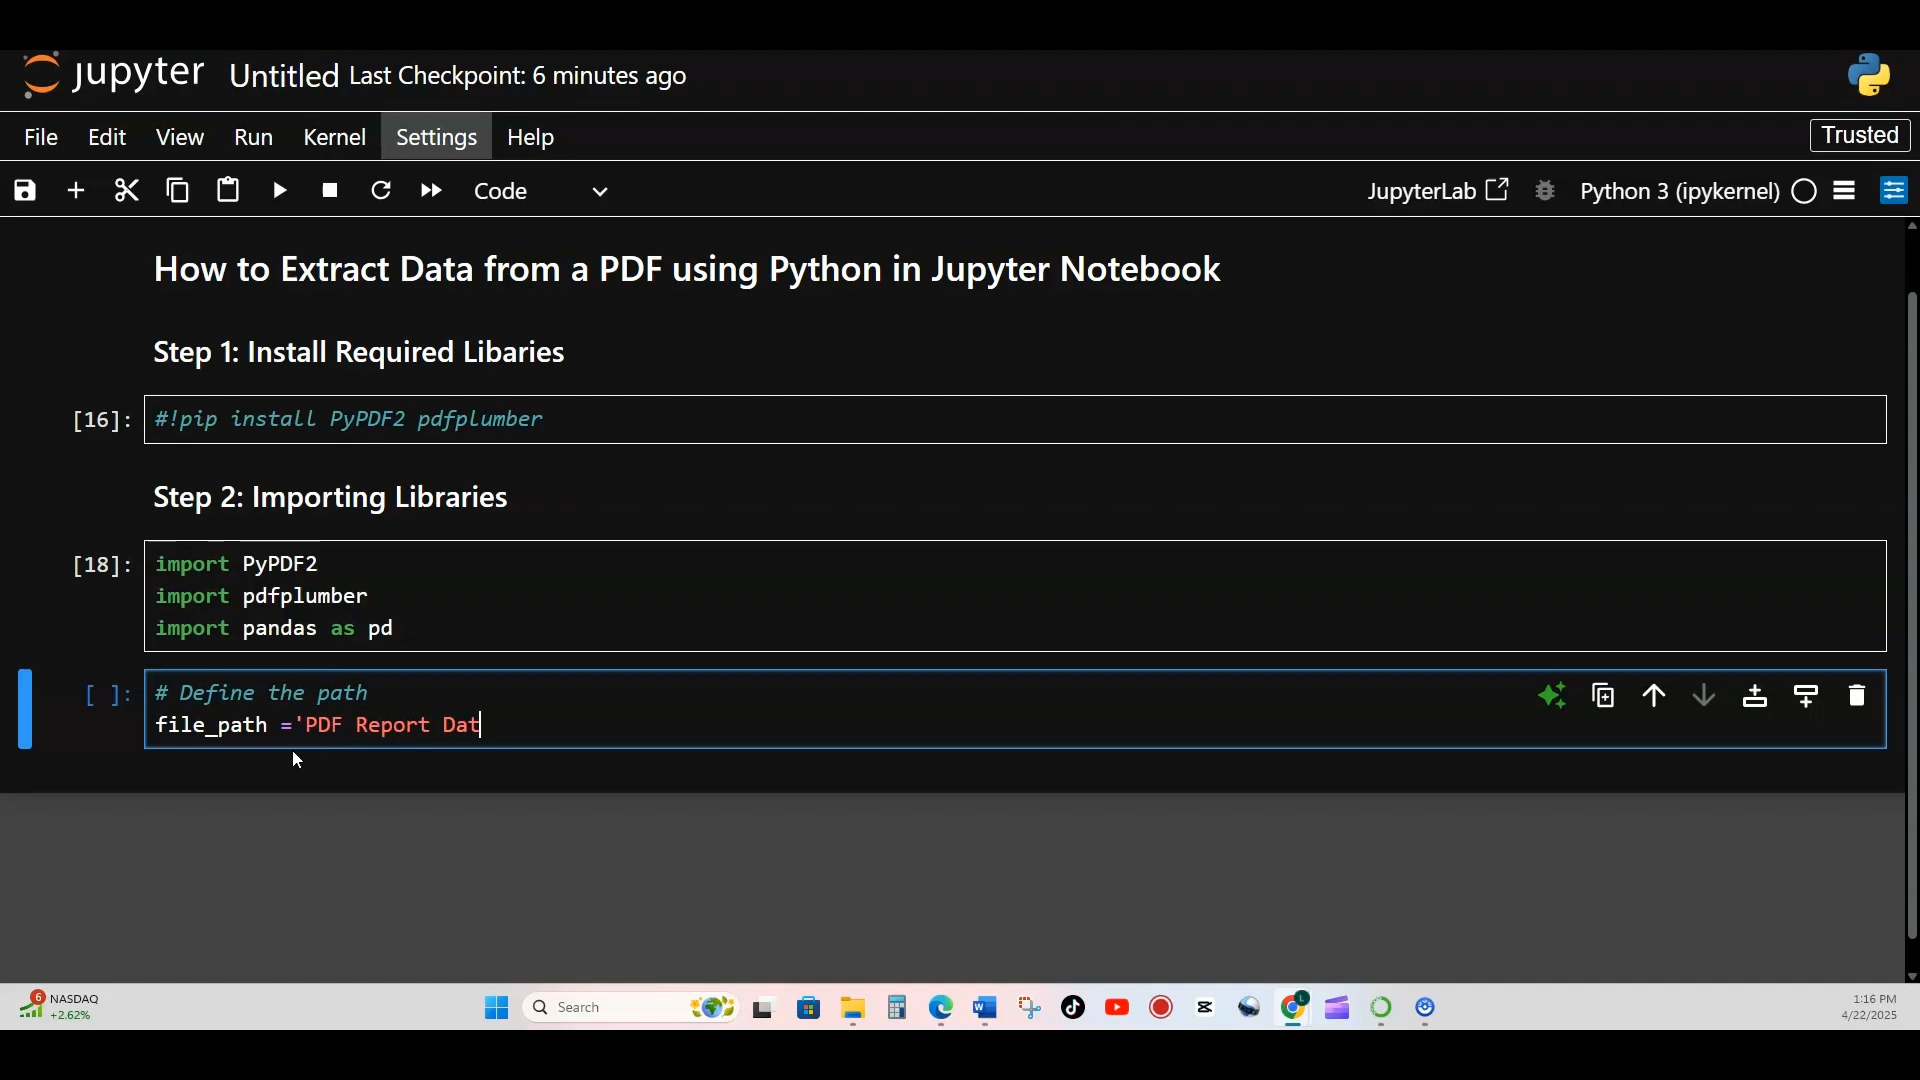 jupyter Untitled Last Checkpoint: 6 minutes ago
File Edit View Run Kernel Settings Help Trusted
Code JupyterLab Python 3 (ipykernel)
How to Extract Data from a PDF using Python in Jupyter Notebook
Step 1: Install Required Libaries
[16]: #!pip install PyPDF2 pdfplumber
Step 2: Importing Libraries
[18]: import PyPDF2
import pdfplumber
import pandas as pd
[ ]: # Define the path
file_path ='PDF Report Dat
6 NASDAQ
+2.62%
Search
L
1:16 PM
4/22/2025